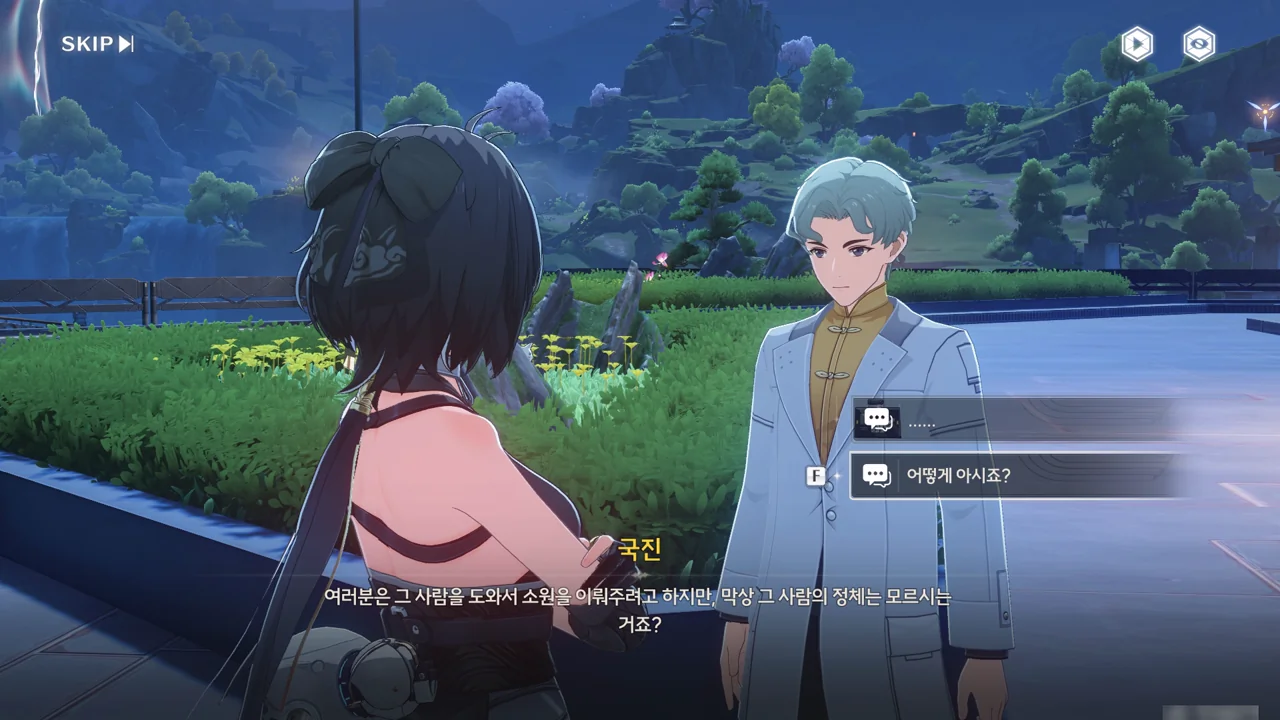 SKIP
......
F
어떻게 아시죠?
국진
여러분은 그 사람을 도와서 소원을 이뤄주려고 하지만, 막상 그 사람의 정체는 모르시는
거죠?